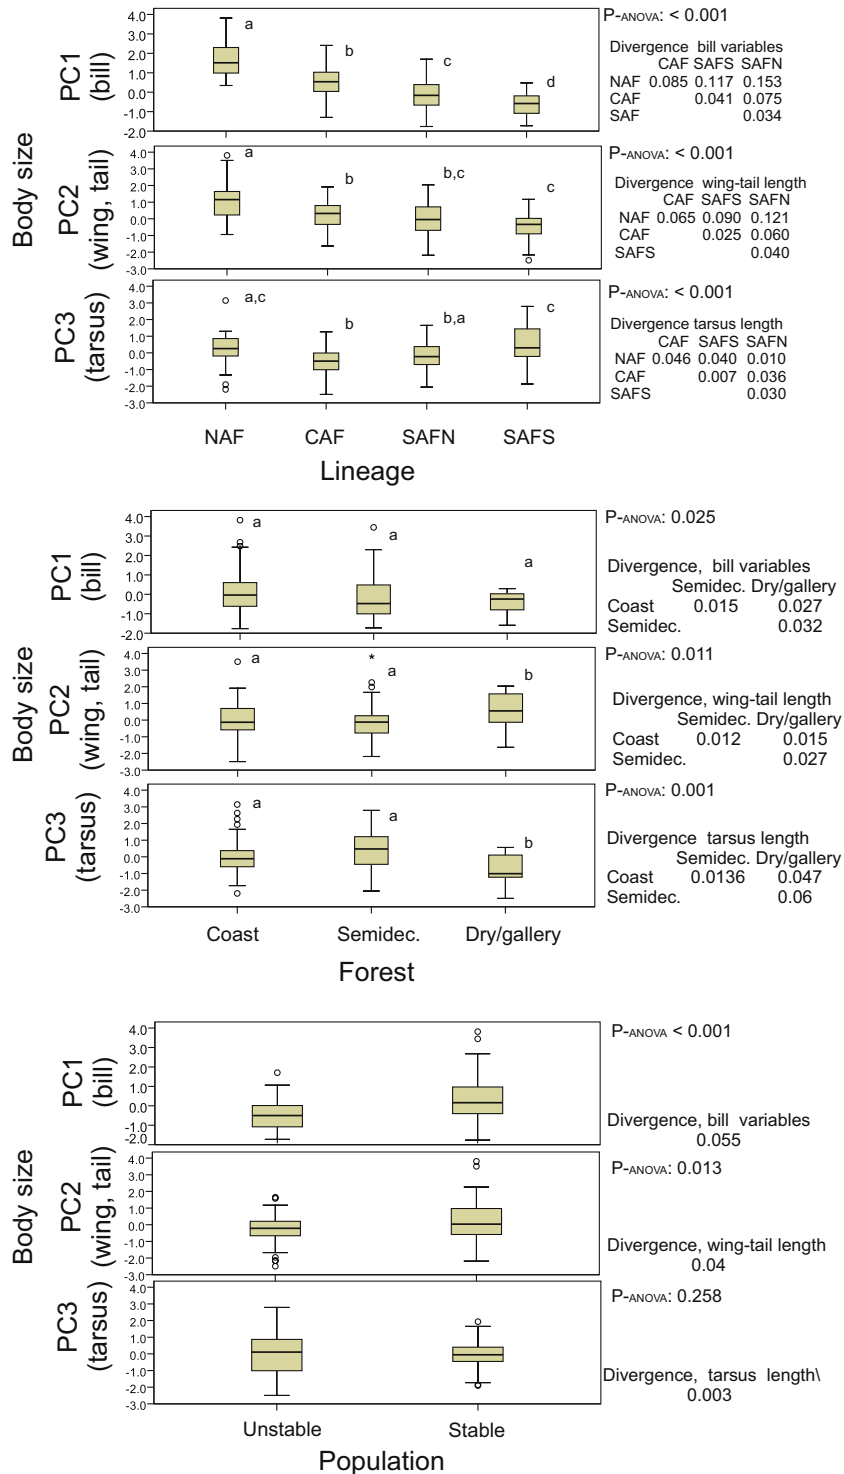 Body size
PC1
(bill)
4.0
3.0
2.0
1.0
0.0
-1.0
-2.0
a
b
c
d
P-ANOVA: < 0.001
Divergence bill variables
CAF SAFS SAFN
NAF 0.085 0.117 0.153
CAF 0.041 0.075
SAF 0.034
PC2
(wing, tail)
4.0
3.0
2.0
1.0
0.0
-1.0
-2.0
-3.0
a
b
b,c
c
P-ANOVA: < 0.001
Divergence wing-tail length
CAF SAFS SAFN
NAF 0.065 0.090 0.121
CAF 0.025 0.060
SAFS 0.040
PC3
(tarsus)
4.0
3.0
2.0
1.0
0.0
-1.0
-2.0
-3.0
a,c
b
b,a
c
P-ANOVA: < 0.001
Divergence tarsus length
CAF SAFS SAFN
NAF 0.046 0.040 0.010
CAF 0.007 0.036
SAFS 0.030
NAF CAF SAFN SAFS
Lineage
Body size
PC1
(bill)
4.0
3.0
2.0
1.0
0.0
-1.0
-2.0
a
a
a
P-ANOVA: 0.025
Divergence, bill variables
Semidec. Dry/gallery
Coast 0.015 0.027
Semidec. 0.032
PC2
(wing, tail)
4.0
3.0
2.0
1.0
0.0
-1.0
-2.0
-3.0
a
*
a
b
P-ANOVA: 0.011
Divergence, wing-tail length
Semidec. Dry/gallery
Coast 0.012 0.015
Semidec. 0.027
PC3
(tarsus)
4.0
3.0
2.0
1.0
0.0
-1.0
-2.0
-3.0
a
a
b
P-ANOVA: 0.001
Divergence tarsus length
Semidec. Dry/gallery
Coast 0.0136 0.047
Semidec. 0.06
Coast Semidec. Dry/gallery
Forest
Body size
PC1
(bill)
4.0
3.0
2.0
1.0
0.0
-1.0
-2.0
P-ANOVA < 0.001
Divergence, bill variables
0.055
PC2
(wing, tail)
4.0
3.0
2.0
1.0
0.0
-1.0
-2.0
-3.0
P-ANOVA: 0.013
Divergence, wing-tail length
0.04
PC3
(tarsus)
4.0
3.0
2.0
1.0
0.0
-1.0
-2.0
-3.0
P-ANOVA: 0.258
Divergence, tarsus length\
0.003
Unstable Stable
Population